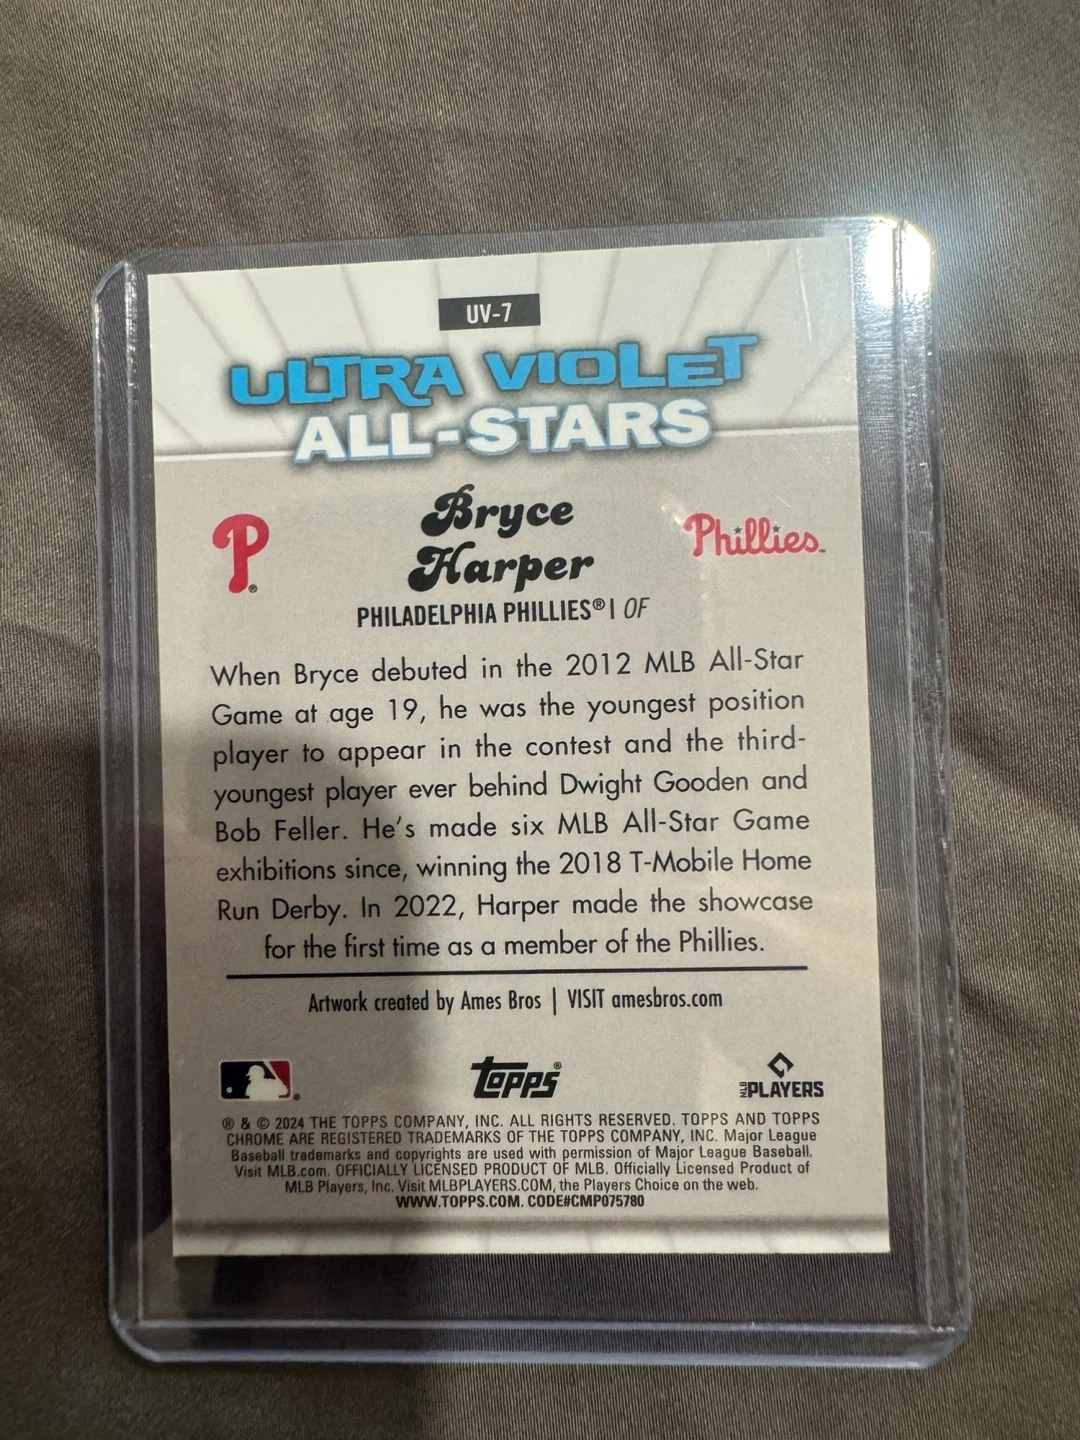 UV-7
ULTRA VIOLET
ALL-STARS
Bryce
Harper
P®
Phillies™
PHILADELPHIA PHILLIES® | OF
When Bryce debuted in the 2012 MLB All-Star
Game at age 19, he was the youngest position
player to appear in the contest and the third-
youngest player ever behind Dwight Gooden and
Bob Feller. He's made six MLB All-Star Game
exhibitions since, winning the 2018 T-Mobile Home
Run Derby. In 2022, Harper made the showcase
for the first time as a member of the Phillies.
Artwork created by Ames Bros | VISIT amesbros.com
Topps®
MLB PLAYERS
® & © 2024 THE TOPPS COMPANY, INC. ALL RIGHTS RESERVED. TOPPS AND TOPPS
CHROME ARE REGISTERED TRADEMARKS OF THE TOPPS COMPANY, INC. Major League
Baseball trademarks and copyrights are used with permission of Major League Baseball.
Visit MLB.com. OFFICIALLY LICENSED PRODUCT OF MLB. Officially Licensed Product of
MLB Players, Inc. Visit MLBPLAYERS.COM, the Players Choice on the web.
WWW.TOPPS.COM. CODE#CMP075780